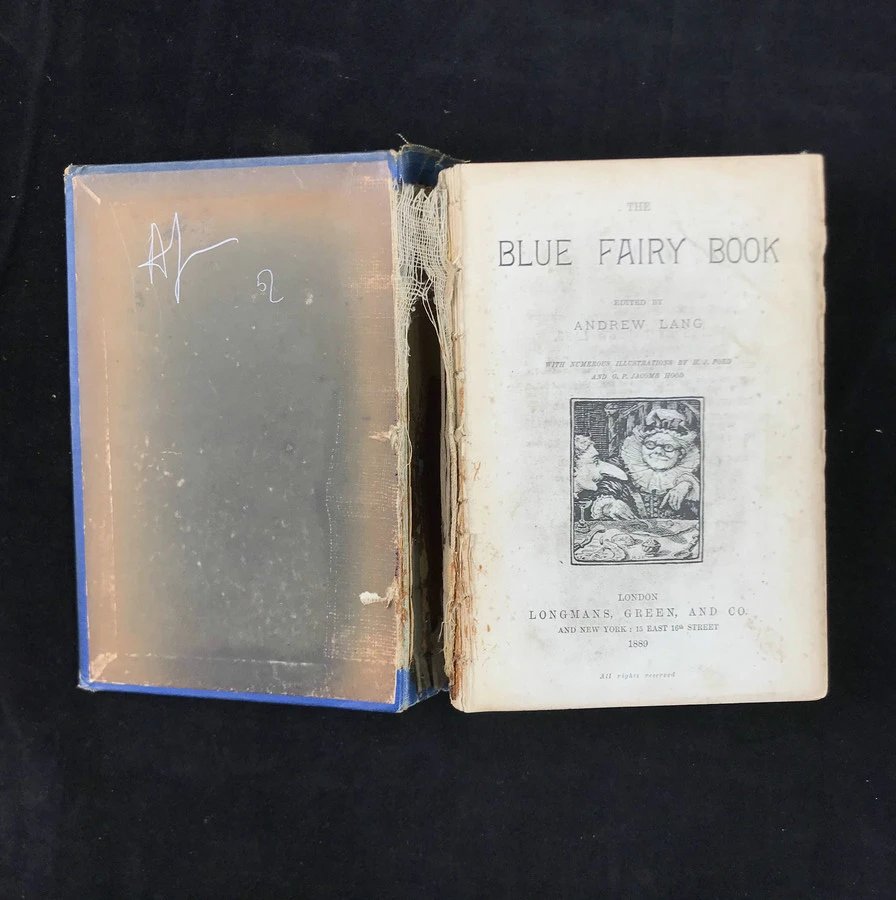 THE
BLUE FAIRY BOOK
EDITED BY
ANDREW LANG
WITH NUMEROUS ILLUSTRATIONS BY H. J. FORD
AND G. P. JACOMB HOOD
LONDON
LONGMANS, GREEN, AND CO.
AND NEW YORK : 15 EAST 16th STREET
1889
All rights reserved